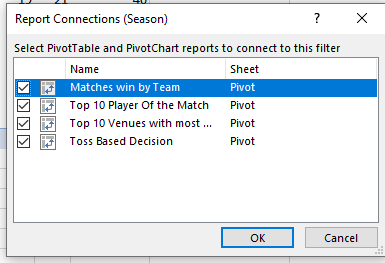 Report Connections (Season)
Select PivotTable and PivotChart reports to connect to this filter
Name Sheet
Matches win by Team Pivot
Top 10 Player Of the Match Pivot
Top 10 Venues with most ... Pivot
Toss Based Decision Pivot
OK Cancel